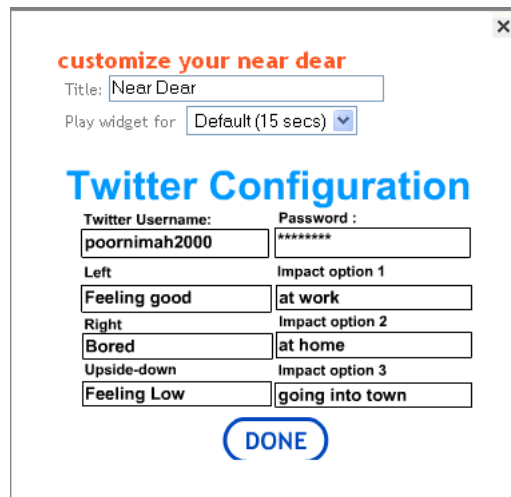 ×
customize your near dear
Title: Near Dear
Play widget for Default (15 secs)
Twitter Configuration
Twitter Username: Password :
poornimah2000 ********
Left Impact option 1
Feeling good at work
Right Impact option 2
Bored at home
Upside-down Impact option 3
Feeling Low going into town
DONE